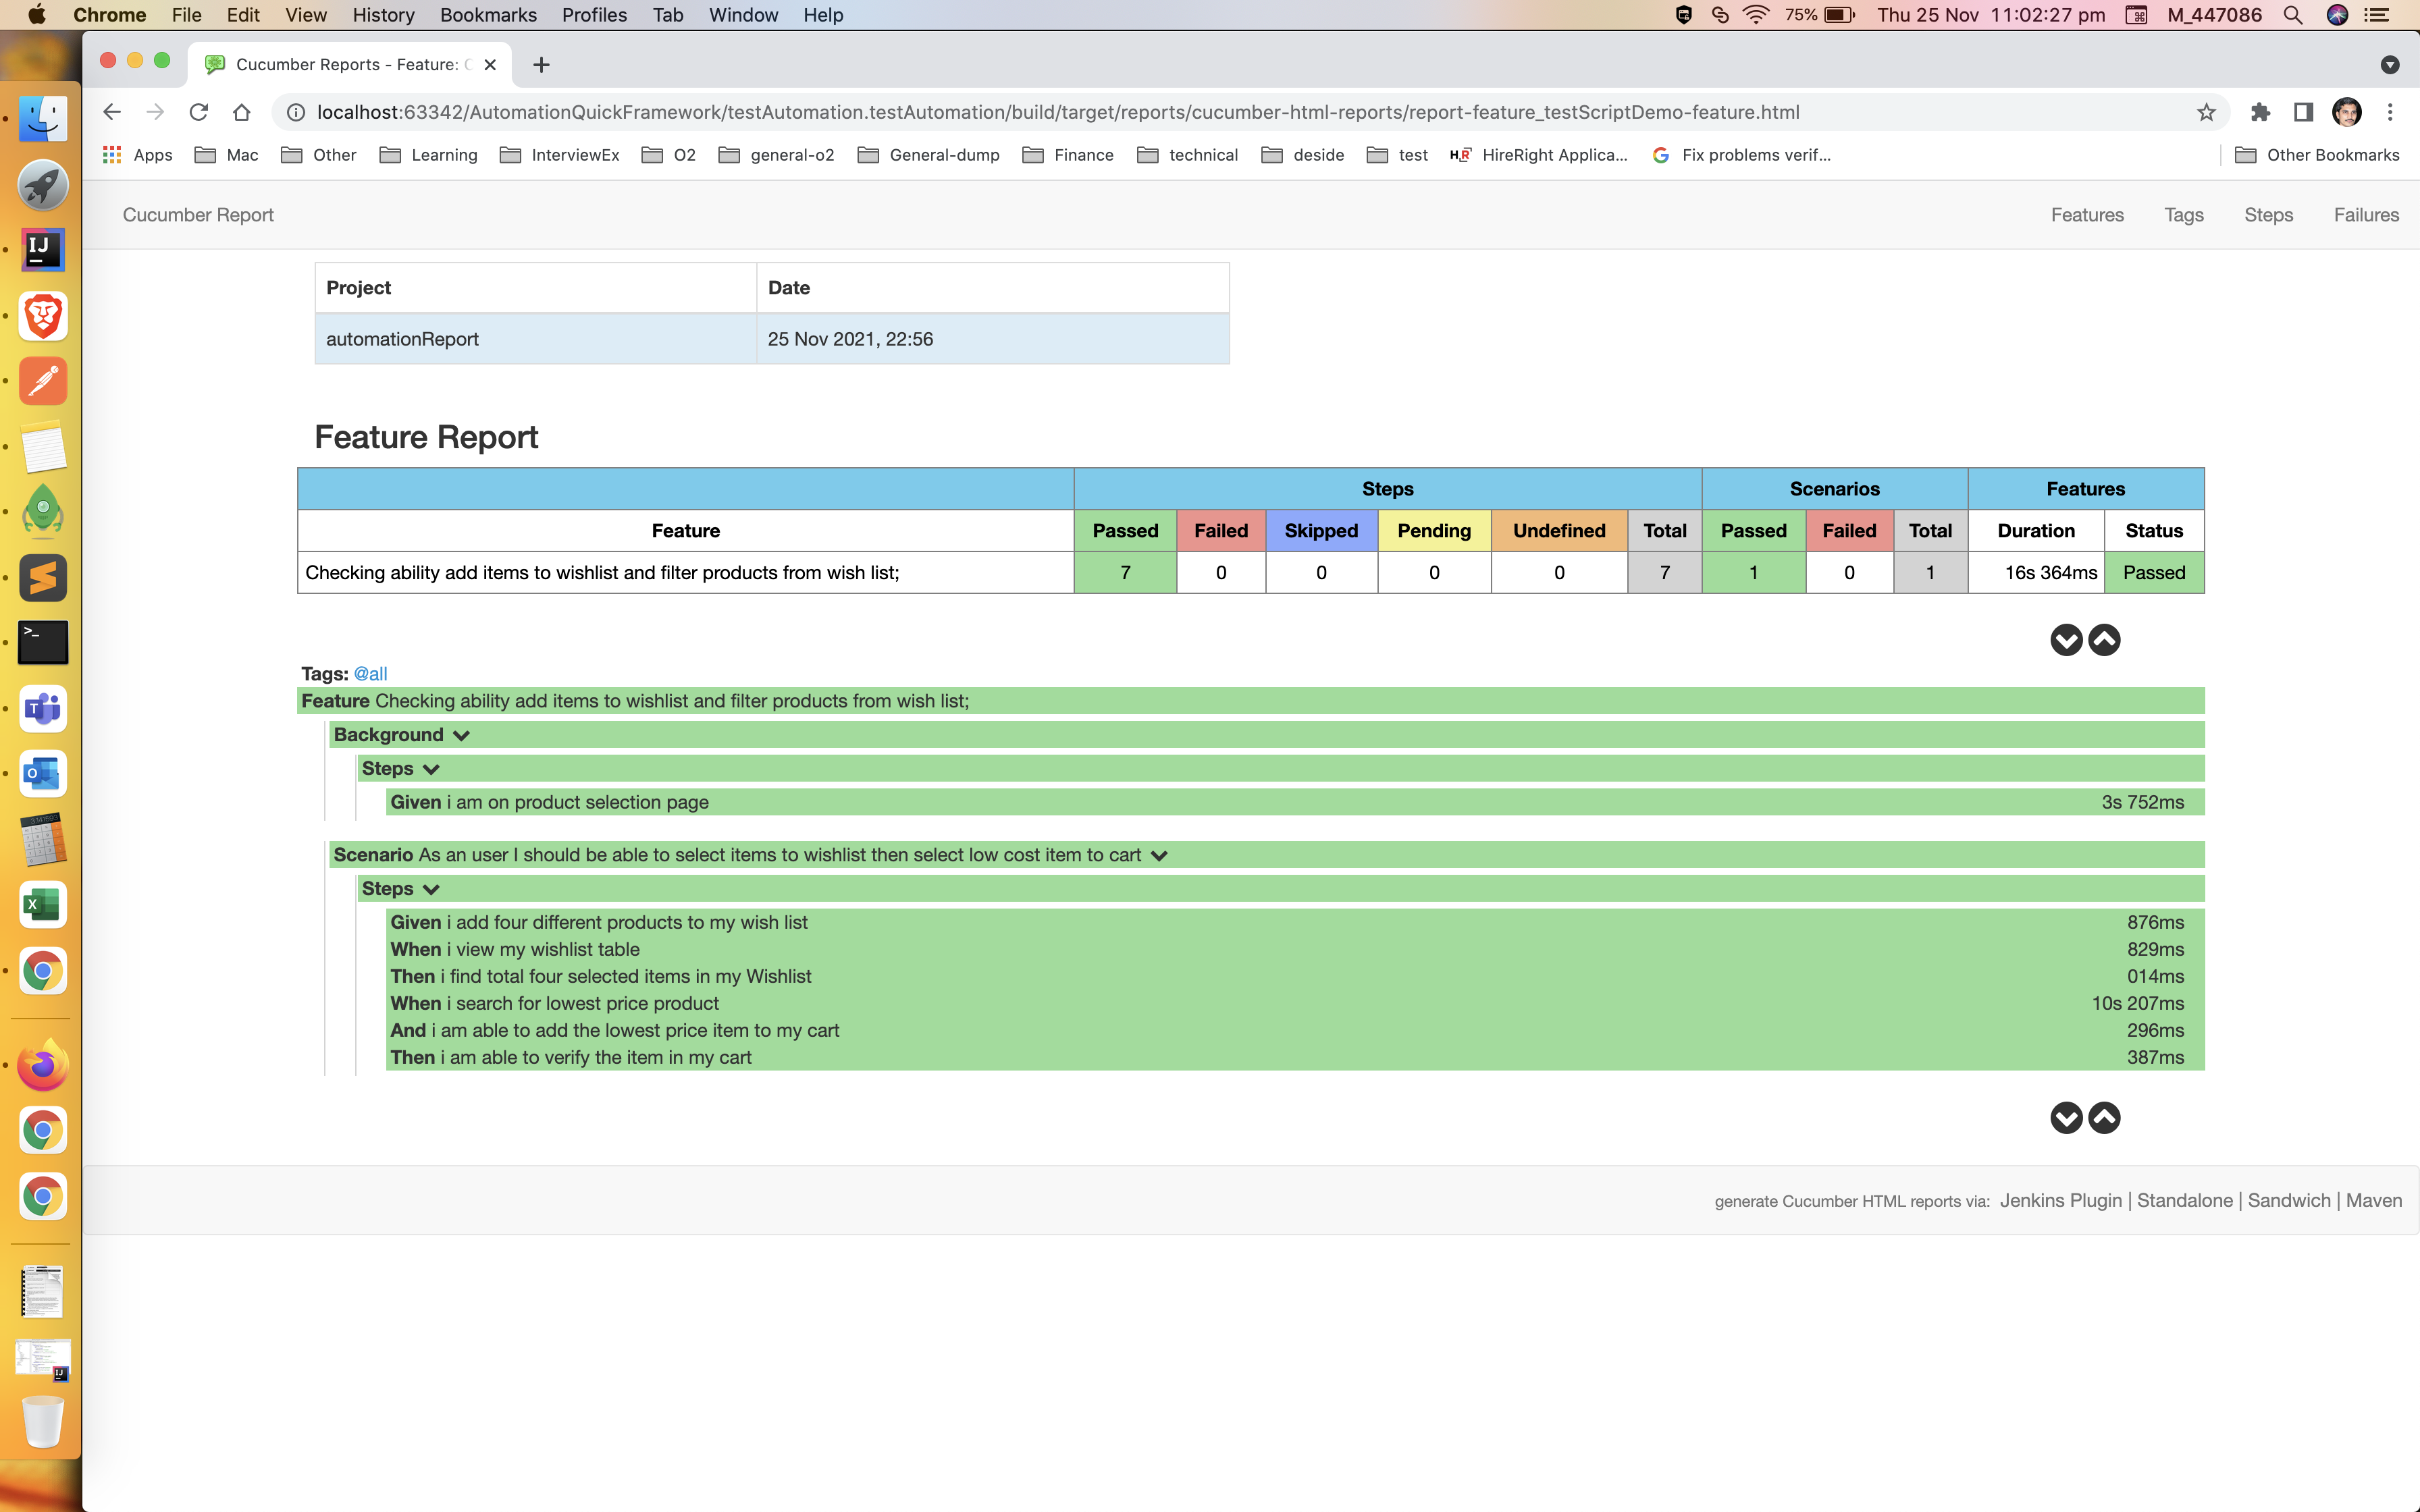 Chrome File Edit View History Bookmarks Profiles Tab Window Help 75% Thu 25 Nov 11:02:27 pm M_447086
Cucumber Reports - Feature:
localhost:63342/AutomationQuickFramework/testAutomation.testAutomation/build/target/reports/cucumber-html-reports/report-feature_testScriptDemo-feature.html
Apps Mac Other Learning InterviewEx O2 general-o2 General-dump Finance technical deside test HireRight Applica... Fix problems verif... Other Bookmarks
Cucumber Report Features Tags Steps Failures
Project Date
automationReport 25 Nov 2021, 22:56
Feature Report
Steps Scenarios Features
Feature Passed Failed Skipped Pending Undefined Total Passed Failed Total Duration Status
Checking ability add items to wishlist and filter products from wish list; 7 0 0 0 0 7 1 0 1 16s 364ms Passed
Tags: @all
Feature Checking ability add items to wishlist and filter products from wish list;
Background
Steps
Given i am on product selection page 3s 752ms
Scenario As an user I should be able to select items to wishlist then select low cost item to cart
Steps
Given i add four different products to my wish list 876ms
When i view my wishlist table 829ms
Then i find total four selected items in my Wishlist 014ms
When i search for lowest price product 10s 207ms
And i am able to add the lowest price item to my cart 296ms
Then i am able to verify the item in my cart 387ms
generate Cucumber HTML reports via: Jenkins Plugin | Standalone | Sandwich | Maven